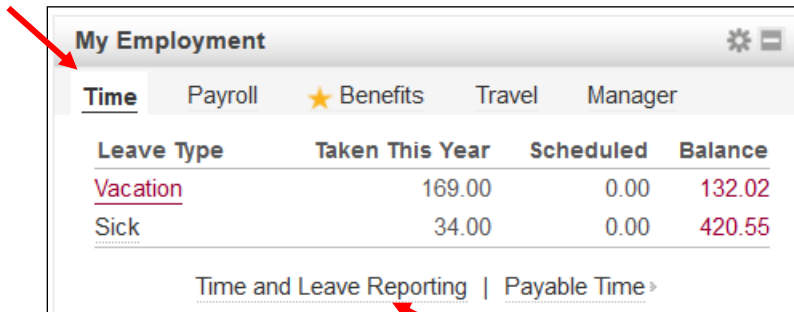 My Employment
Time Payroll Benefits Travel Manager
Leave Type Taken This Year Scheduled Balance
Vacation 169.00 0.00 132.02
Sick 34.00 0.00 420.55
Time and Leave Reporting | Payable Time